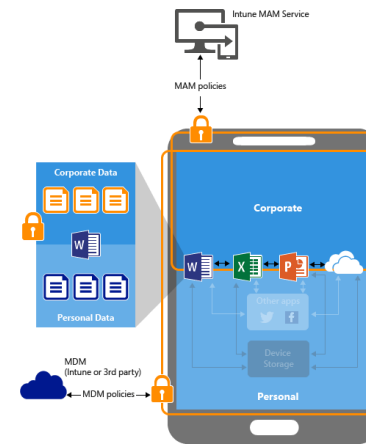 Intune MAM Service
MAM policies
Corporate Data
W
Personal Data
Corporate
W
X
P
Other apps
f
Device
Storage
Personal
MDM
(Intune or 3rd party)
MDM policies